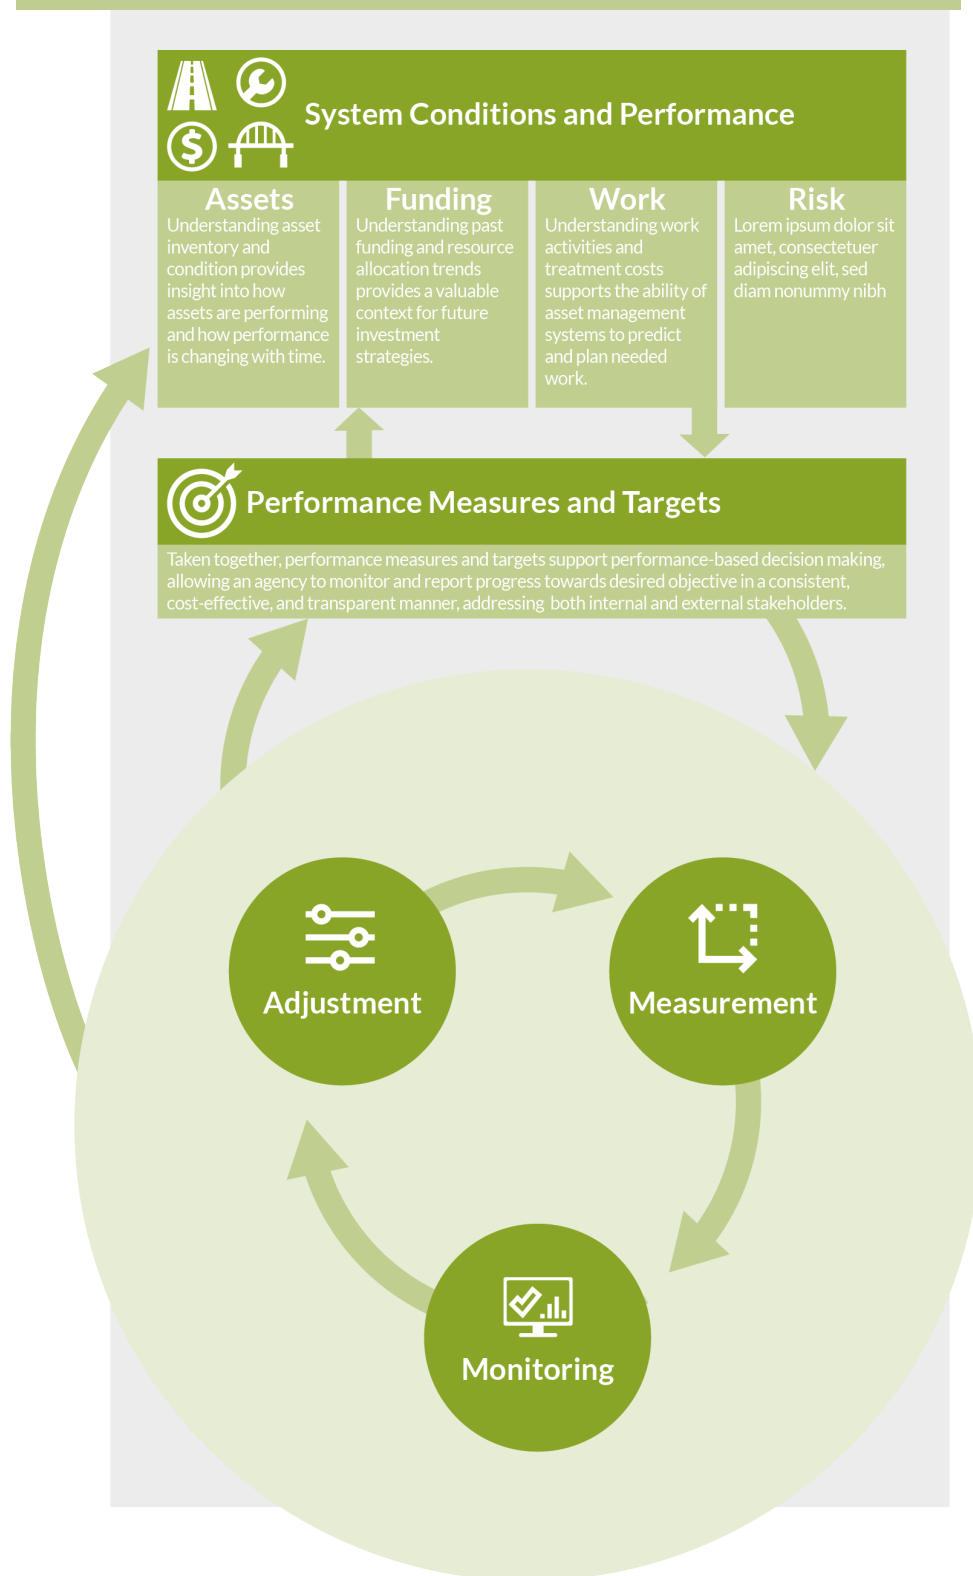 System Conditions and Performance
Assets
Understanding asset
inventory and
condition provides
insight into how
assets are performing
and how performance
is changing with time.
Funding
Understanding past
funding and resource
allocation trends
provides a valuable
context for future
investment
strategies.
Work
Understanding work
activities and
treatment costs
supports the ability of
asset management
systems to predict
and plan needed
work.
Risk
Lorem ipsum dolor sit
amet, consectetuer
adipiscing elit, sed
diam nonummy nibh
Performance Measures and Targets
Taken together, performance measures and targets support performance-based decision making,
allowing an agency to monitor and report progress towards desired objective in a consistent,
cost-effective, and transparent manner, addressing both internal and external stakeholders.
Adjustment
Measurement
Monitoring